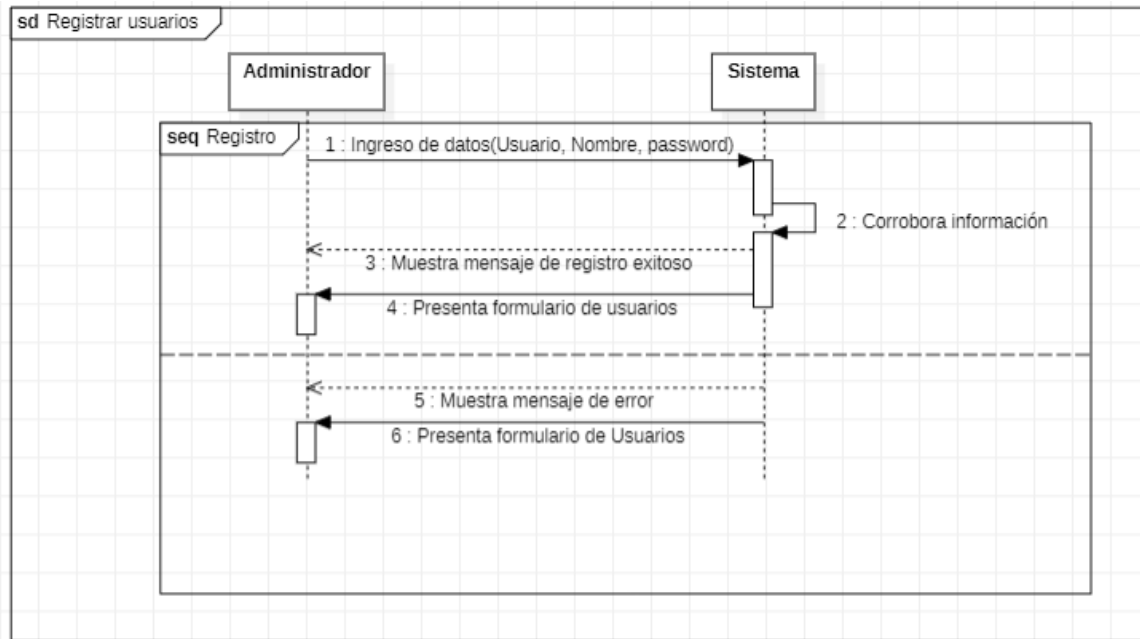 sd Registrar usuarios
Administrador
Sistema
seq Registro
1 : Ingreso de datos(Usuario, Nombre, password)
2 : Corrobora información
3 : Muestra mensaje de registro exitoso
4 : Presenta formulario de usuarios
5 : Muestra mensaje de error
6 : Presenta formulario de Usuarios